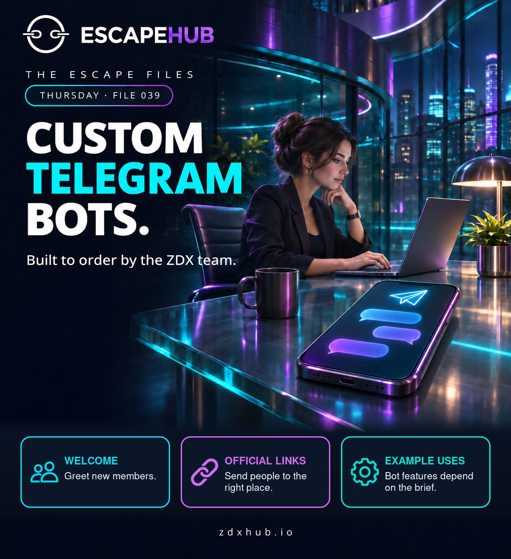 ESCAPEHUB
THE ESCAPE FILES
THURSDAY · FILE 039
CUSTOM
TELEGRAM
BOTS.
Built to order by the ZDX team.
WELCOME
Greet new members.
OFFICIAL LINKS
Send people to the
right place.
EXAMPLE USES
Bot features depend
on the brief.
zdxhub.io